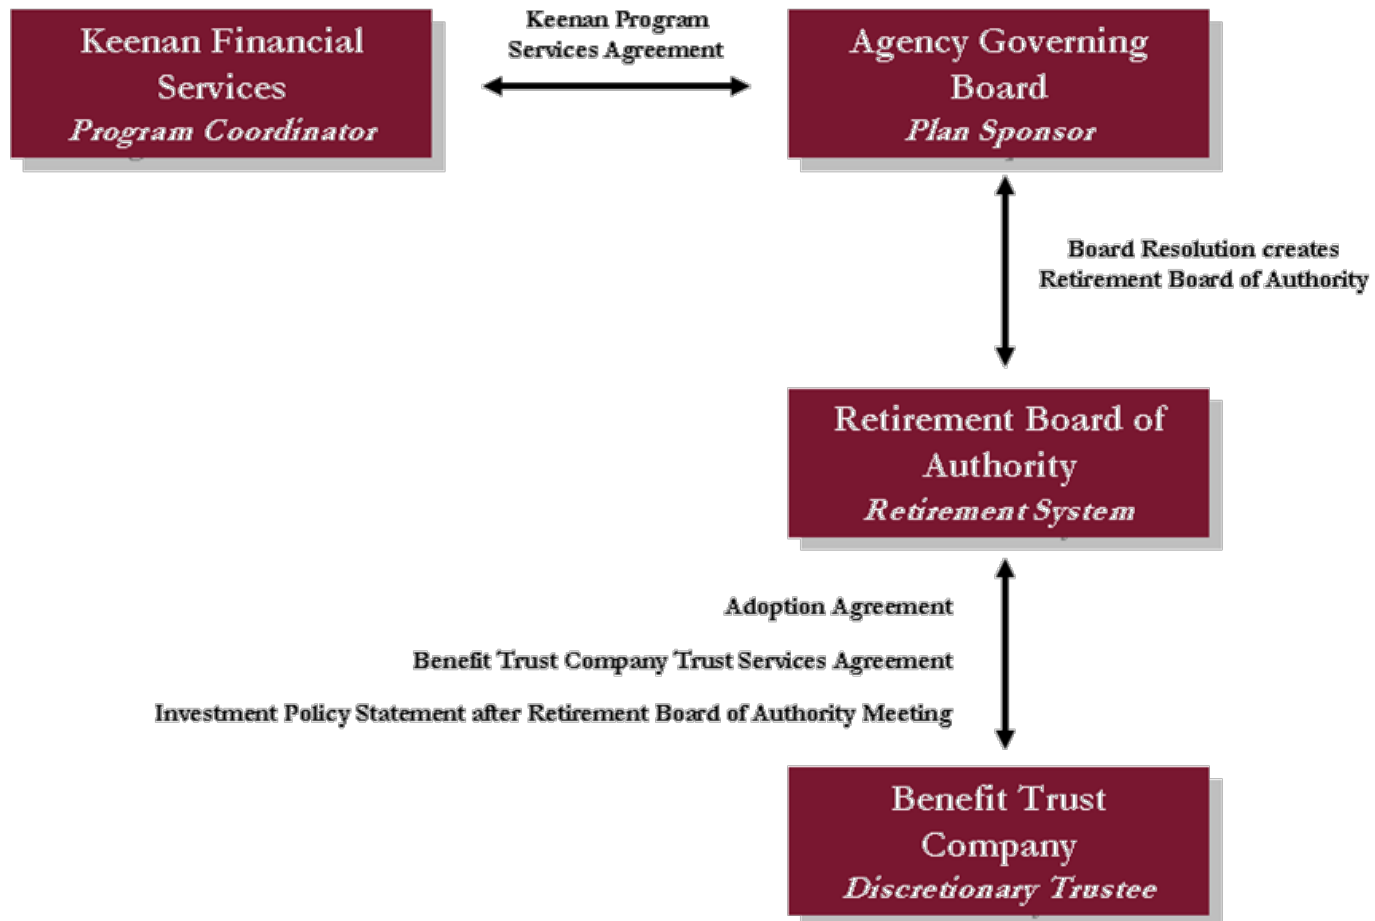 Keenan Financial
Services
Program Coordinator
Keenan Program
Services Agreement
Agency Governing
Board
Plan Sponsor
Board Resolution creates
Retirement Board of Authority
Retirement Board of
Authority
Retirement System
Adoption Agreement
Benefit Trust Company Trust Services Agreement
Investment Policy Statement after Retirement Board of Authority Meeting
Benefit Trust
Company
Discretionary Trustee